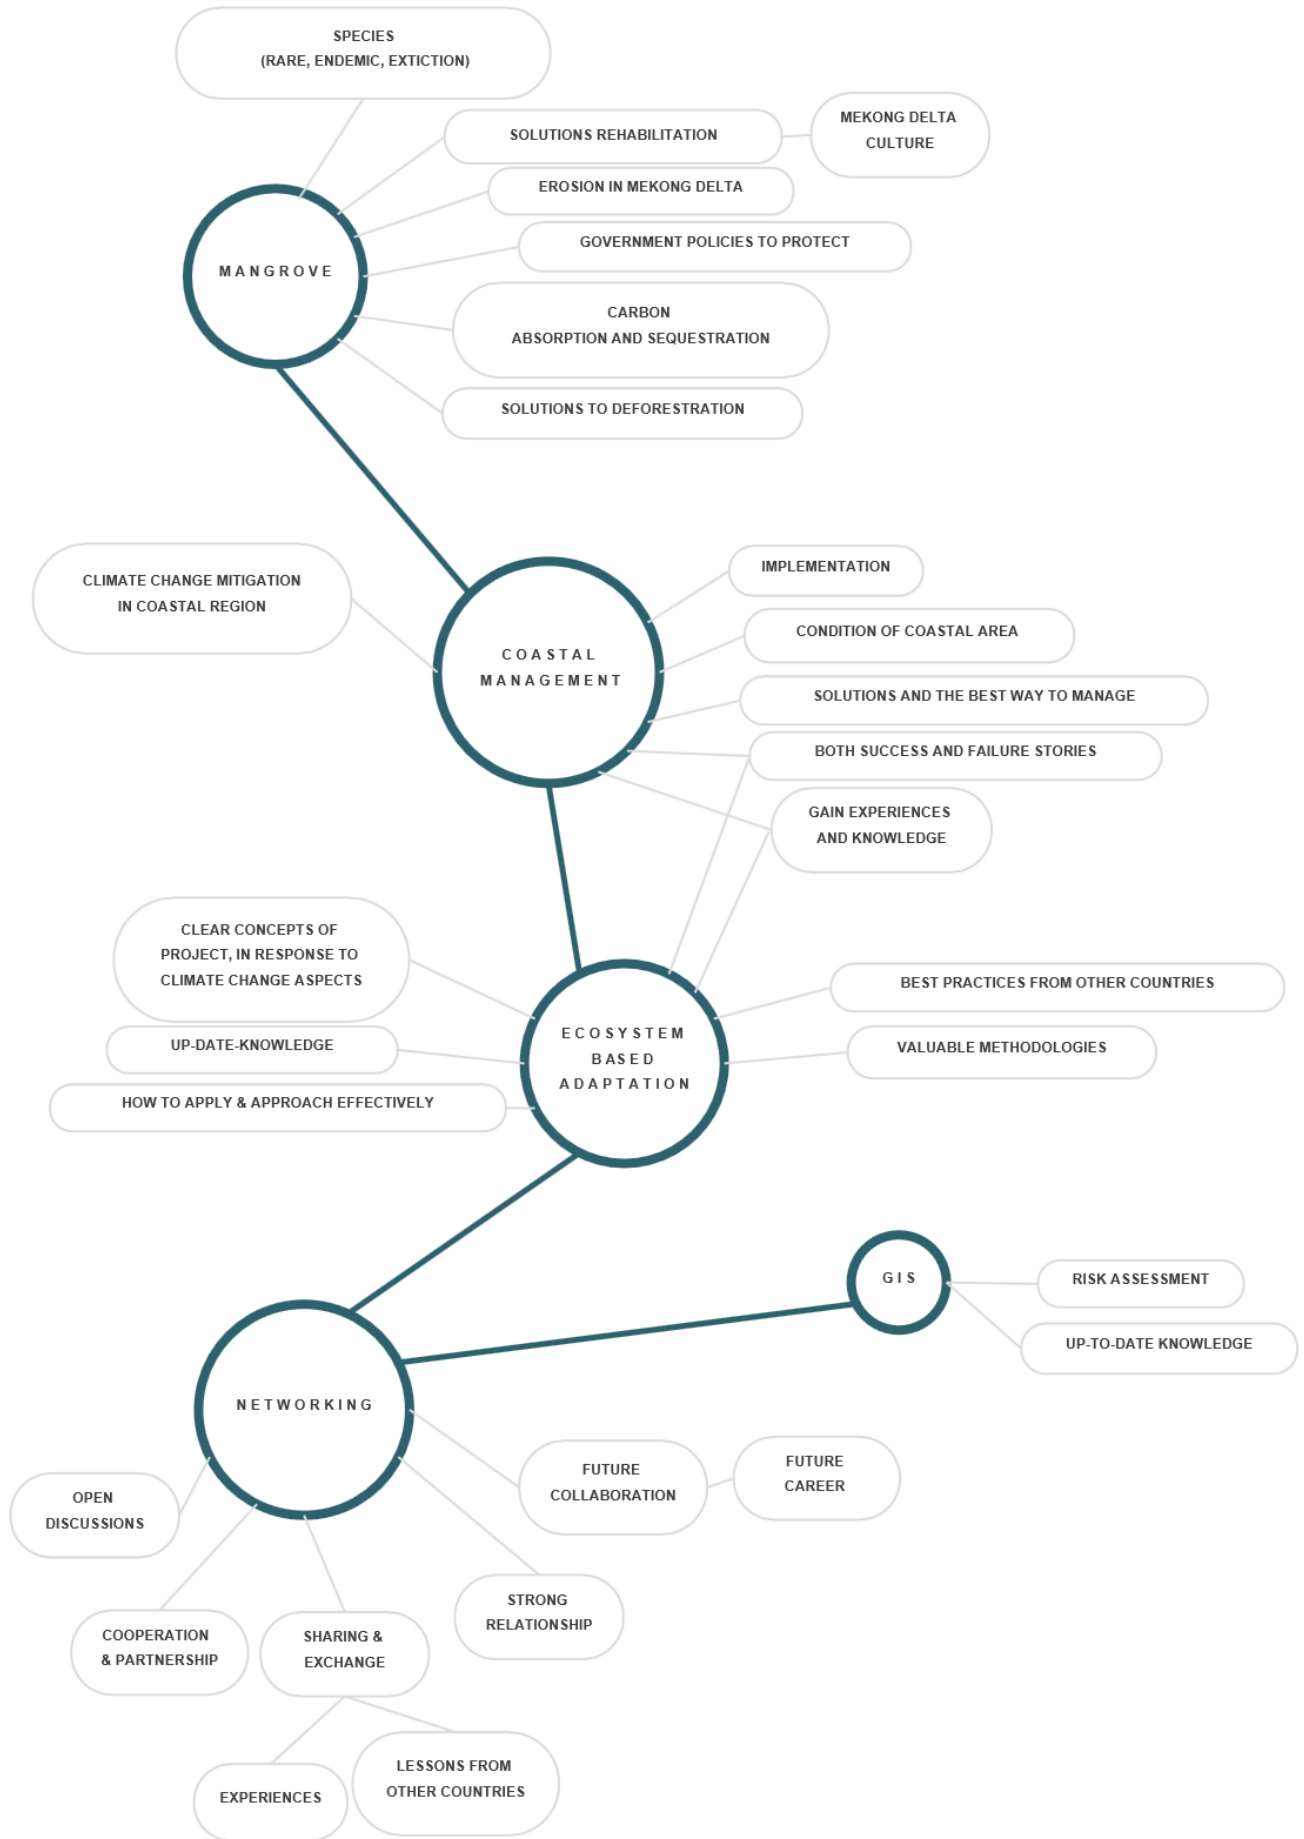 SPECIES
(RARE, ENDEMIC, EXTICTION)
SOLUTIONS REHABILITATION
MEKONG DELTA
CULTURE
EROSION IN MEKONG DELTA
GOVERNMENT POLICIES TO PROTECT
MANGROVE
CARBON
ABSORPTION AND SEQUESTRATION
SOLUTIONS TO DEFORESTRATION
CLIMATE CHANGE MITIGATION
IN COASTAL REGION
IMPLEMENTATION
CONDITION OF COASTAL AREA
COASTAL
MANAGEMENT
SOLUTIONS AND THE BEST WAY TO MANAGE
BOTH SUCCESS AND FAILURE STORIES
GAIN EXPERIENCES
AND KNOWLEDGE
CLEAR CONCEPTS OF
PROJECT, IN RESPONSE TO
CLIMATE CHANGE ASPECTS
UP-DATE-KNOWLEDGE
HOW TO APPLY & APPROACH EFFECTIVELY
ECOSYSTEM
BASED
ADAPTATION
BEST PRACTICES FROM OTHER COUNTRIES
VALUABLE METHODOLOGIES
GIS
RISK ASSESSMENT
UP-TO-DATE KNOWLEDGE
NETWORKING
FUTURE
COLLABORATION
FUTURE
CAREER
OPEN
DISCUSSIONS
STRONG
RELATIONSHIP
COOPERATION
& PARTNERSHIP
SHARING &
EXCHANGE
EXPERIENCES
LESSONS FROM
OTHER COUNTRIES